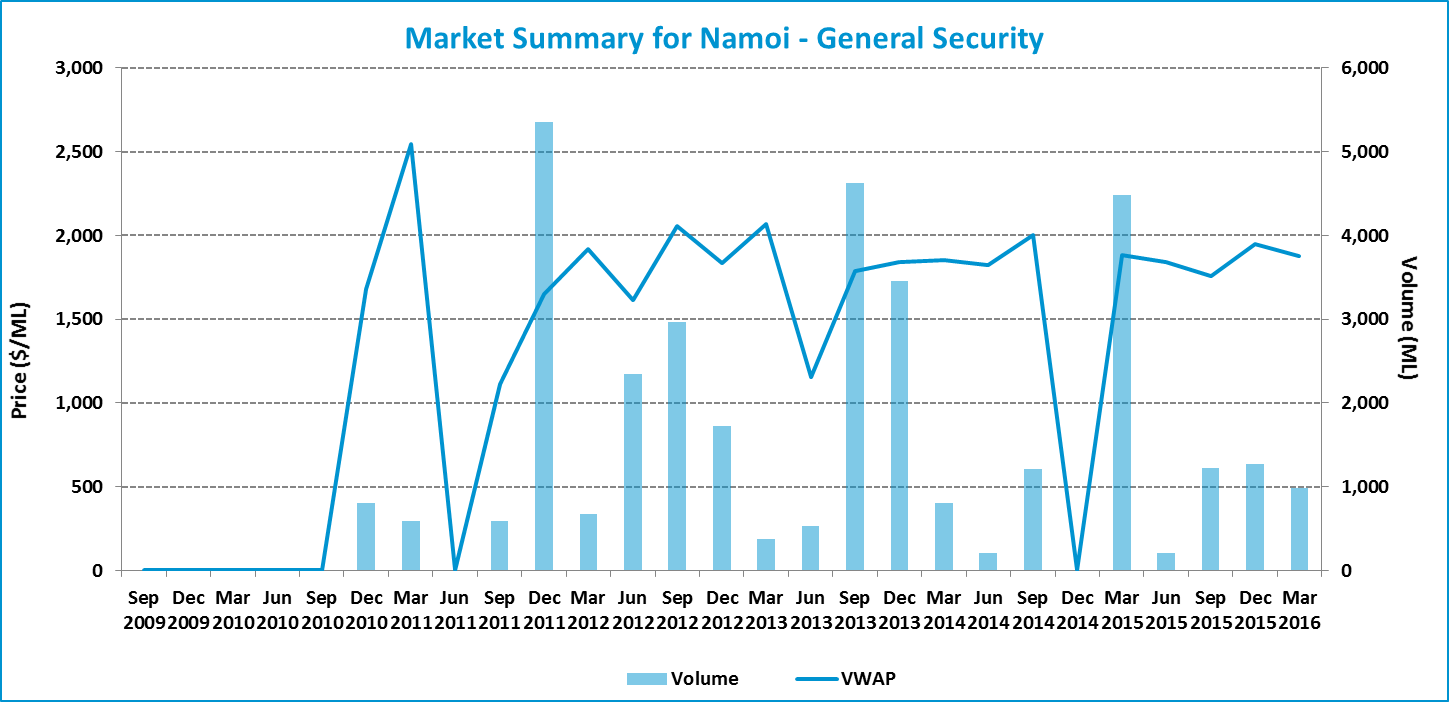 Market Summary for Namoi - General Security
3,000
2,500
2,000
1,500
1,000
500
0
Price ($/ML)
6,000
5,000
4,000
3,000
2,000
1,000
0
Volume (ML)
Sep Dec Mar Jun Sep Dec Mar Jun Sep Dec Mar Jun Sep Dec Mar Jun Sep Dec Mar Jun Sep Dec Mar Jun Sep Dec Mar
2009 2009 2010 2010 2010 2010 2011 2011 2011 2011 2012 2012 2012 2012 2013 2013 2013 2013 2014 2014 2014 2014 2015 2015 2015 2015 2016
Volume VWAP